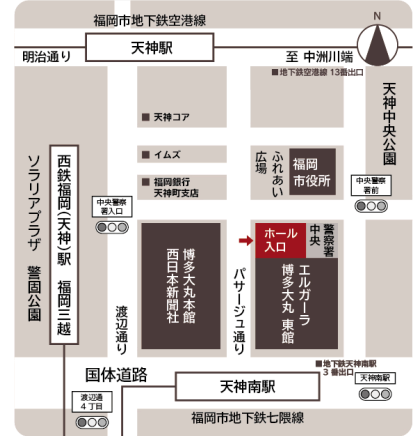 福岡市地下鉄空港線
N
天神駅
明治通り
至 中洲川端
■地下鉄空港線 13番出口
■ 天神コア
■ イムズ
■ 福岡銀行
天神町支店
ふれあい
広場
福岡
市役所
天神中央公園
中央警察
署前
ソラリアプラザ 警固公園
西鉄福岡(天神)駅 福岡三越
中央警察
署入口
ホール
入口
中央
警察署
博多大丸本館
西日本新聞社
エルガーラ
博多大丸 東館
渡辺通り
パサージュ通り
国体道路
■地下鉄天神南駅
3 番出口
天神南駅
天神南駅
渡辺通
4丁目
福岡市地下鉄七隈線